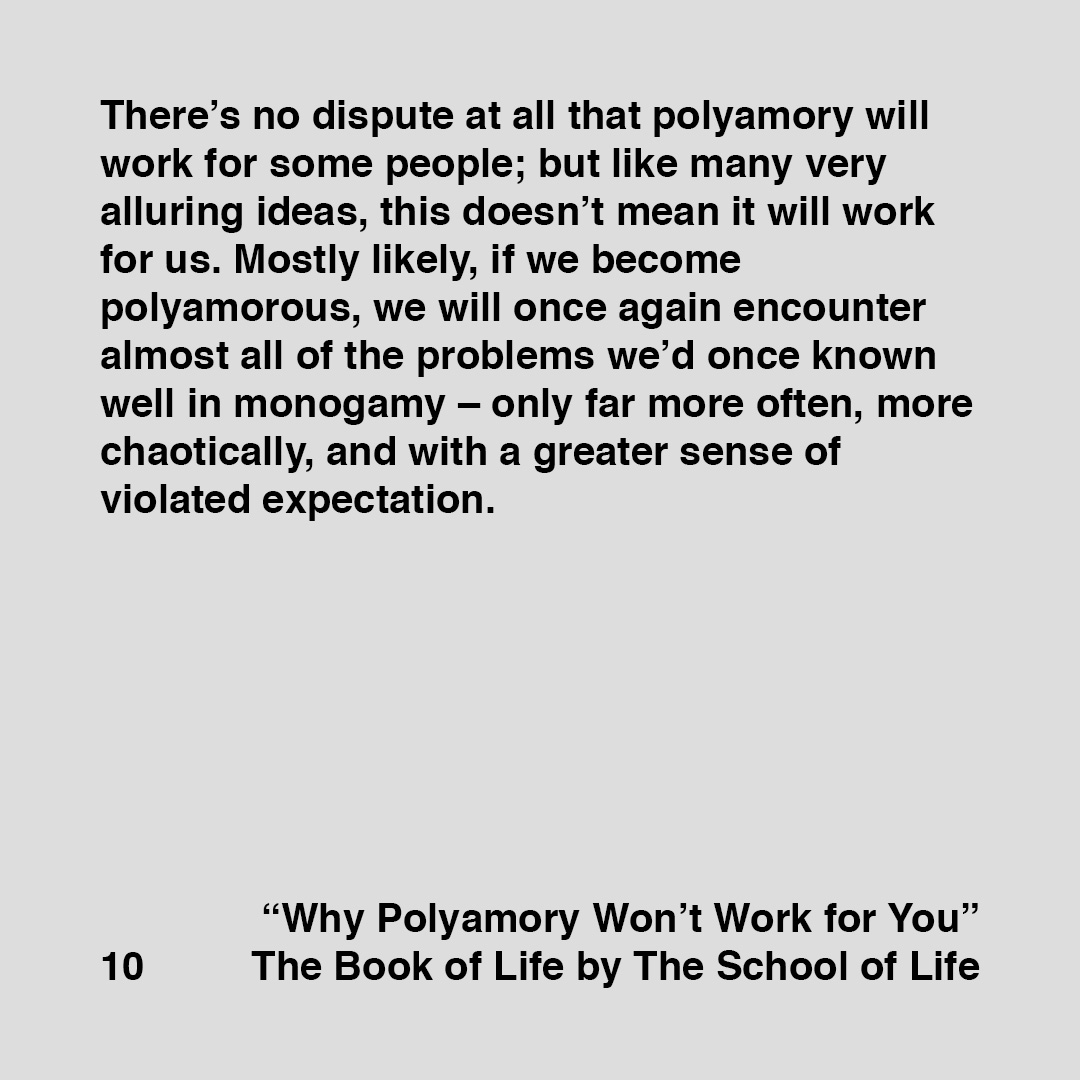 There’s no dispute at all that polyamory will
work for some people; but like many very
alluring ideas, this doesn’t mean it will work
for us. Mostly likely, if we become
polyamorous, we will once again encounter
almost all of the problems we’d once known
well in monogamy – only far more often, more
chaotically, and with a greater sense of
violated expectation.
“Why Polyamory Won’t Work for You”
10 The Book of Life by The School of Life